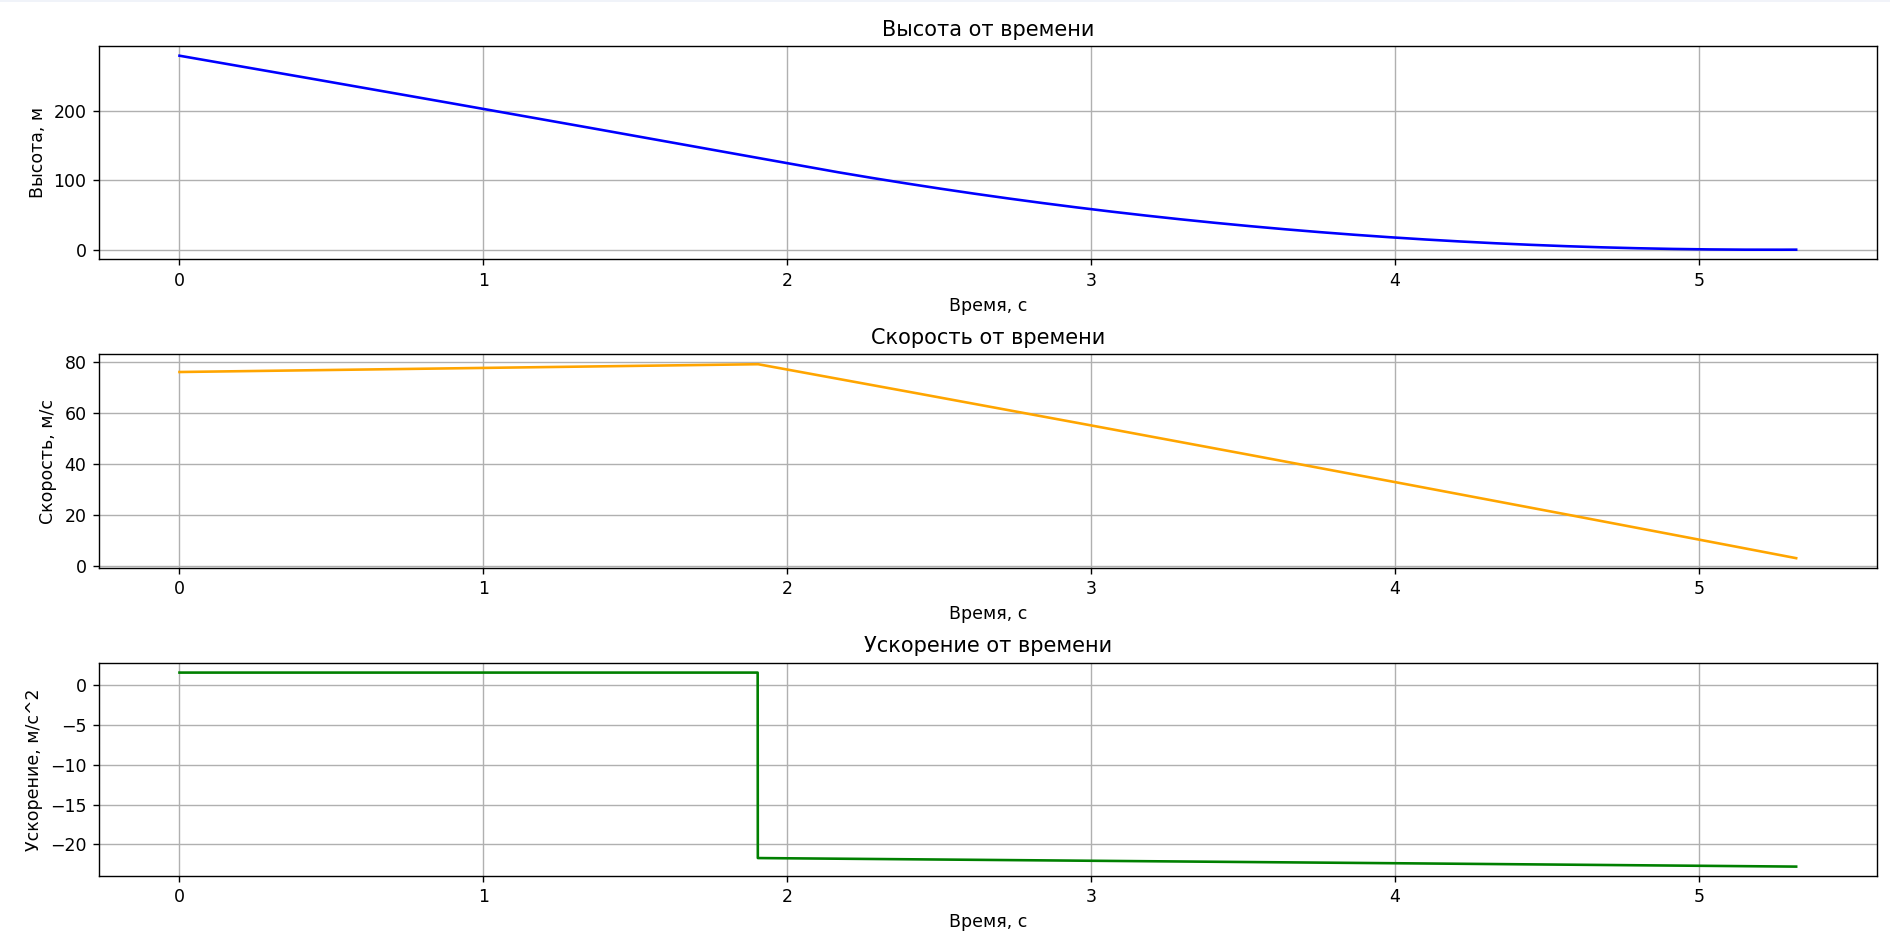 Высота от времени
Высота, м
200
100
0
0 1 2 3 4 5
Время, с
Скорость от времени
Скорость, м/с
80
60
40
20
0
0 1 2 3 4 5
Время, с
Ускорение от времени
Ускорение, м/с^2
0
−5
−10
−15
−20
0 1 2 3 4 5
Время, с